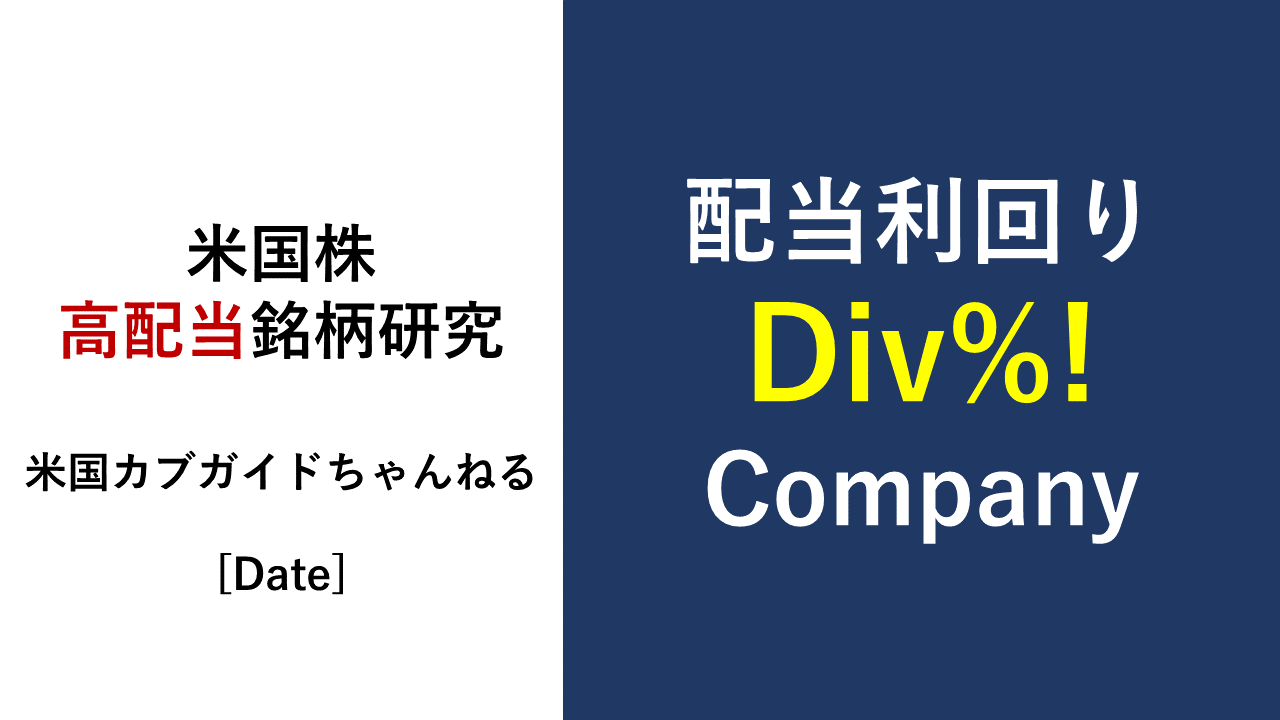 米国株
高配当銘柄研究
米国カブガイドちゃんねる
[Date]
配当利回り
Div%!
Company